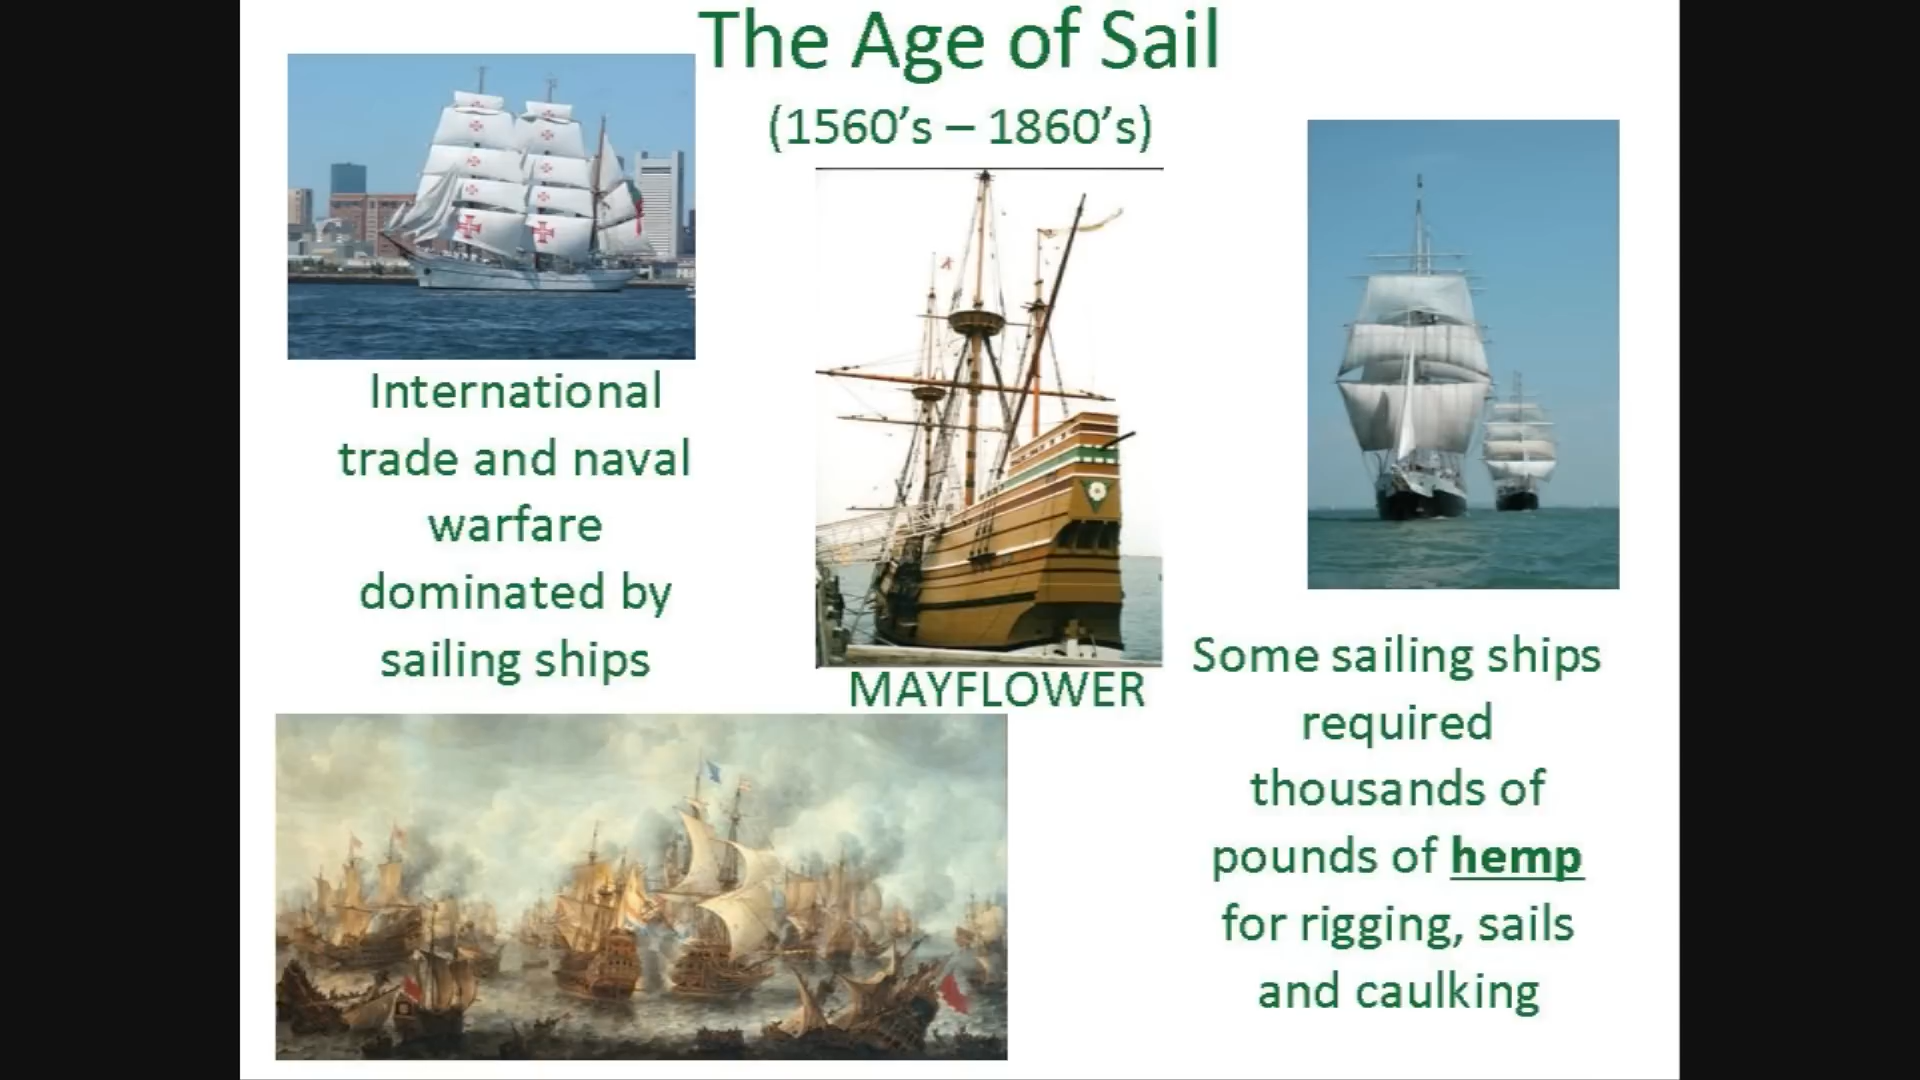 The Age of Sail
(1560’s – 1860’s)
International
trade and naval
warfare
dominated by
sailing ships
MAYFLOWER
Some sailing ships
required
thousands of
pounds of hemp
for rigging, sails
and caulking